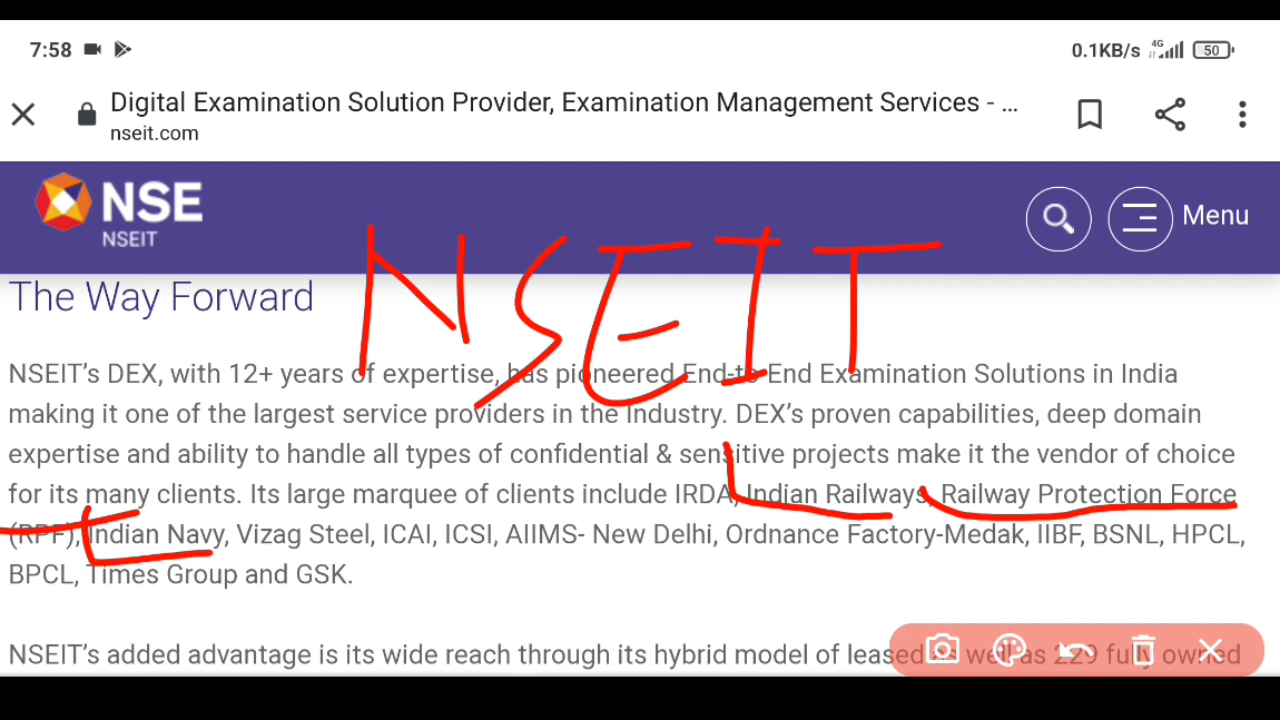 7:58
0.1KB/s 4G 50
Digital Examination Solution Provider, Examination Management Services - ...
nseit.com
NSE
NSEIT
Menu
NSEIT
The Way Forward
NSEIT's DEX, with 12+ years of expertise, has pioneered End-to End Examination Solutions in India
making it one of the largest service providers in the Industry. DEX's proven capabilities, deep domain
expertise and ability to handle all types of confidential & sensitive projects make it the vendor of choice
for its many clients. Its large marquee of clients include IRDA, Indian Railways, Railway Protection Force
(RPF), Indian Navy, Vizag Steel, ICAI, ICSI, AIIMS- New Delhi, Ordnance Factory-Medak, IIBF, BSNL, HPCL,
BPCL, Times Group and GSK.
NSEIT's added advantage is its wide reach through its hybrid model of leased as well as 229 fully owned